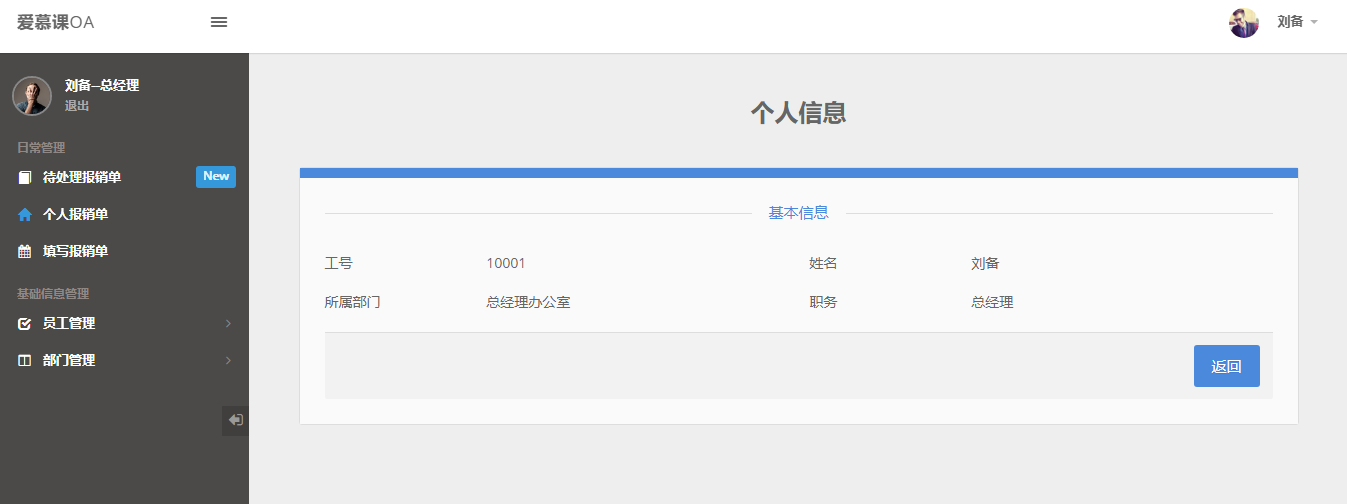 爱慕课OA
刘备
刘备--总经理
退出
日常管理
待处理报销单 New
个人报销单
填写报销单
基础信息管理
员工管理
部门管理
个人信息
基本信息
工号 10001 姓名 刘备
所属部门 总经理办公室 职务 总经理
返回